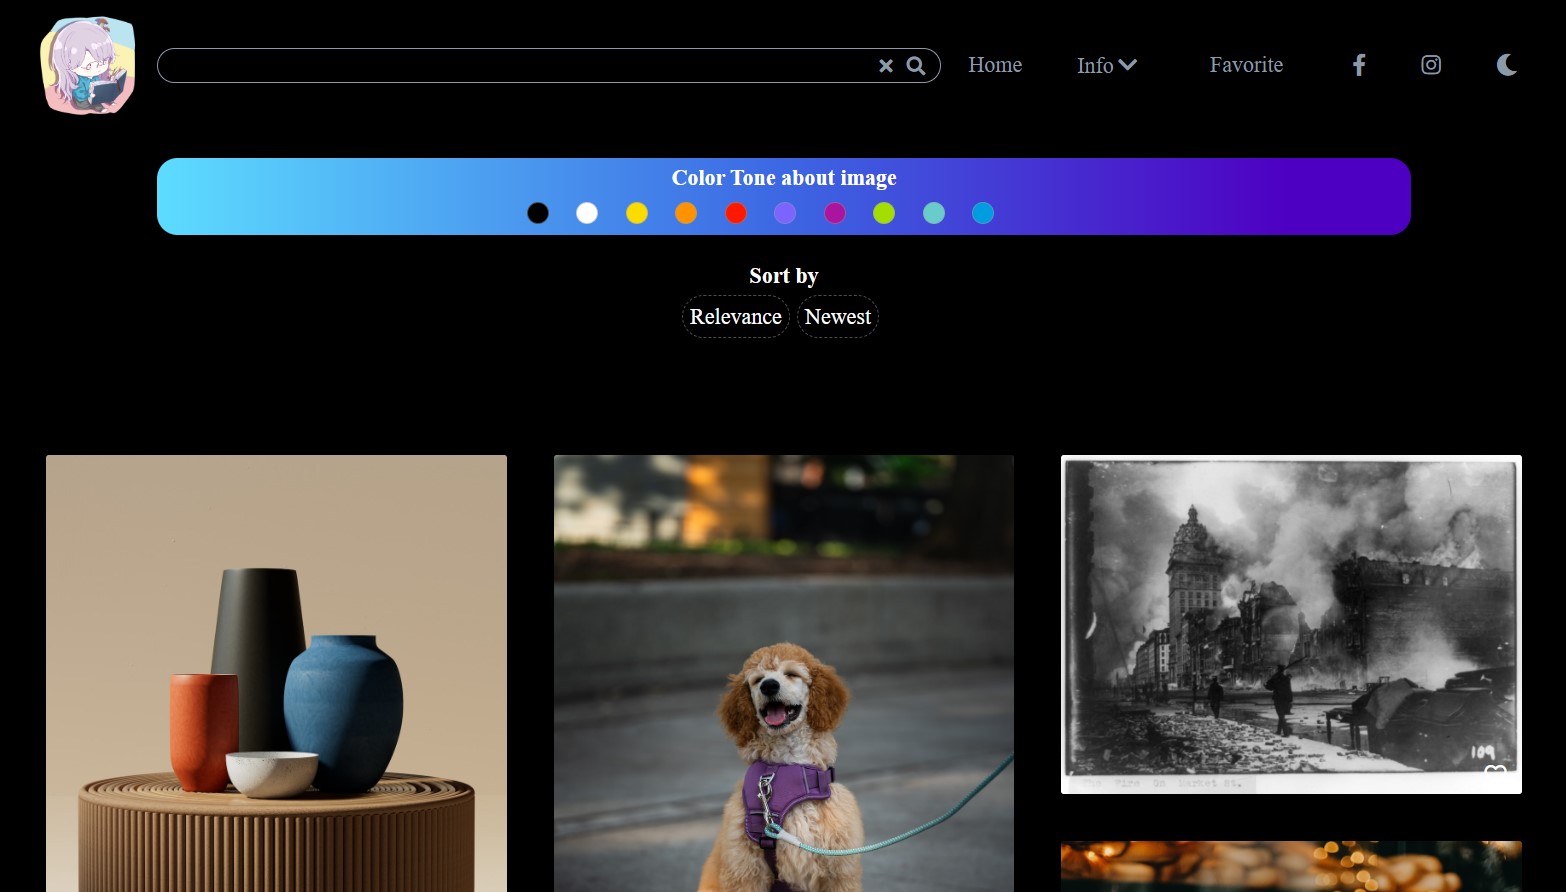 Home
Info
Favorite
Color Tone about image
Sort by
Relevance
Newest
109
The Fire on Market St.